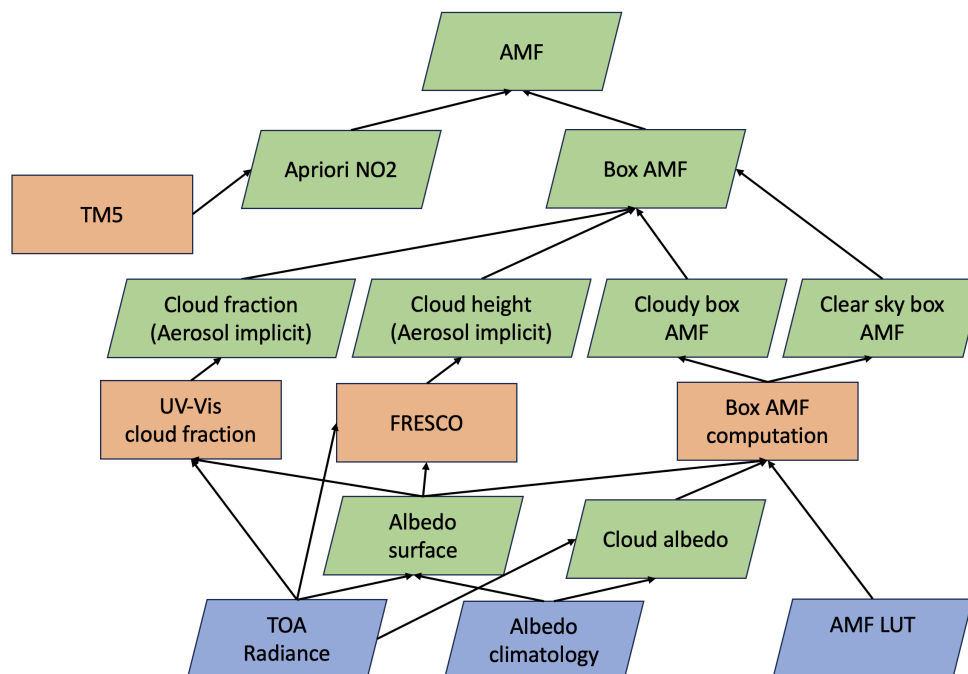 AMF
Apriori NO2
Box AMF
TM5
Cloud fraction
(Aerosol implicit)
Cloud height
(Aerosol implicit)
Cloudy box
AMF
Clear sky box
AMF
UV-Vis
cloud fraction
FRESCO
Box AMF
computation
Albedo
surface
Cloud albedo
TOA
Radiance
Albedo
climatology
AMF LUT